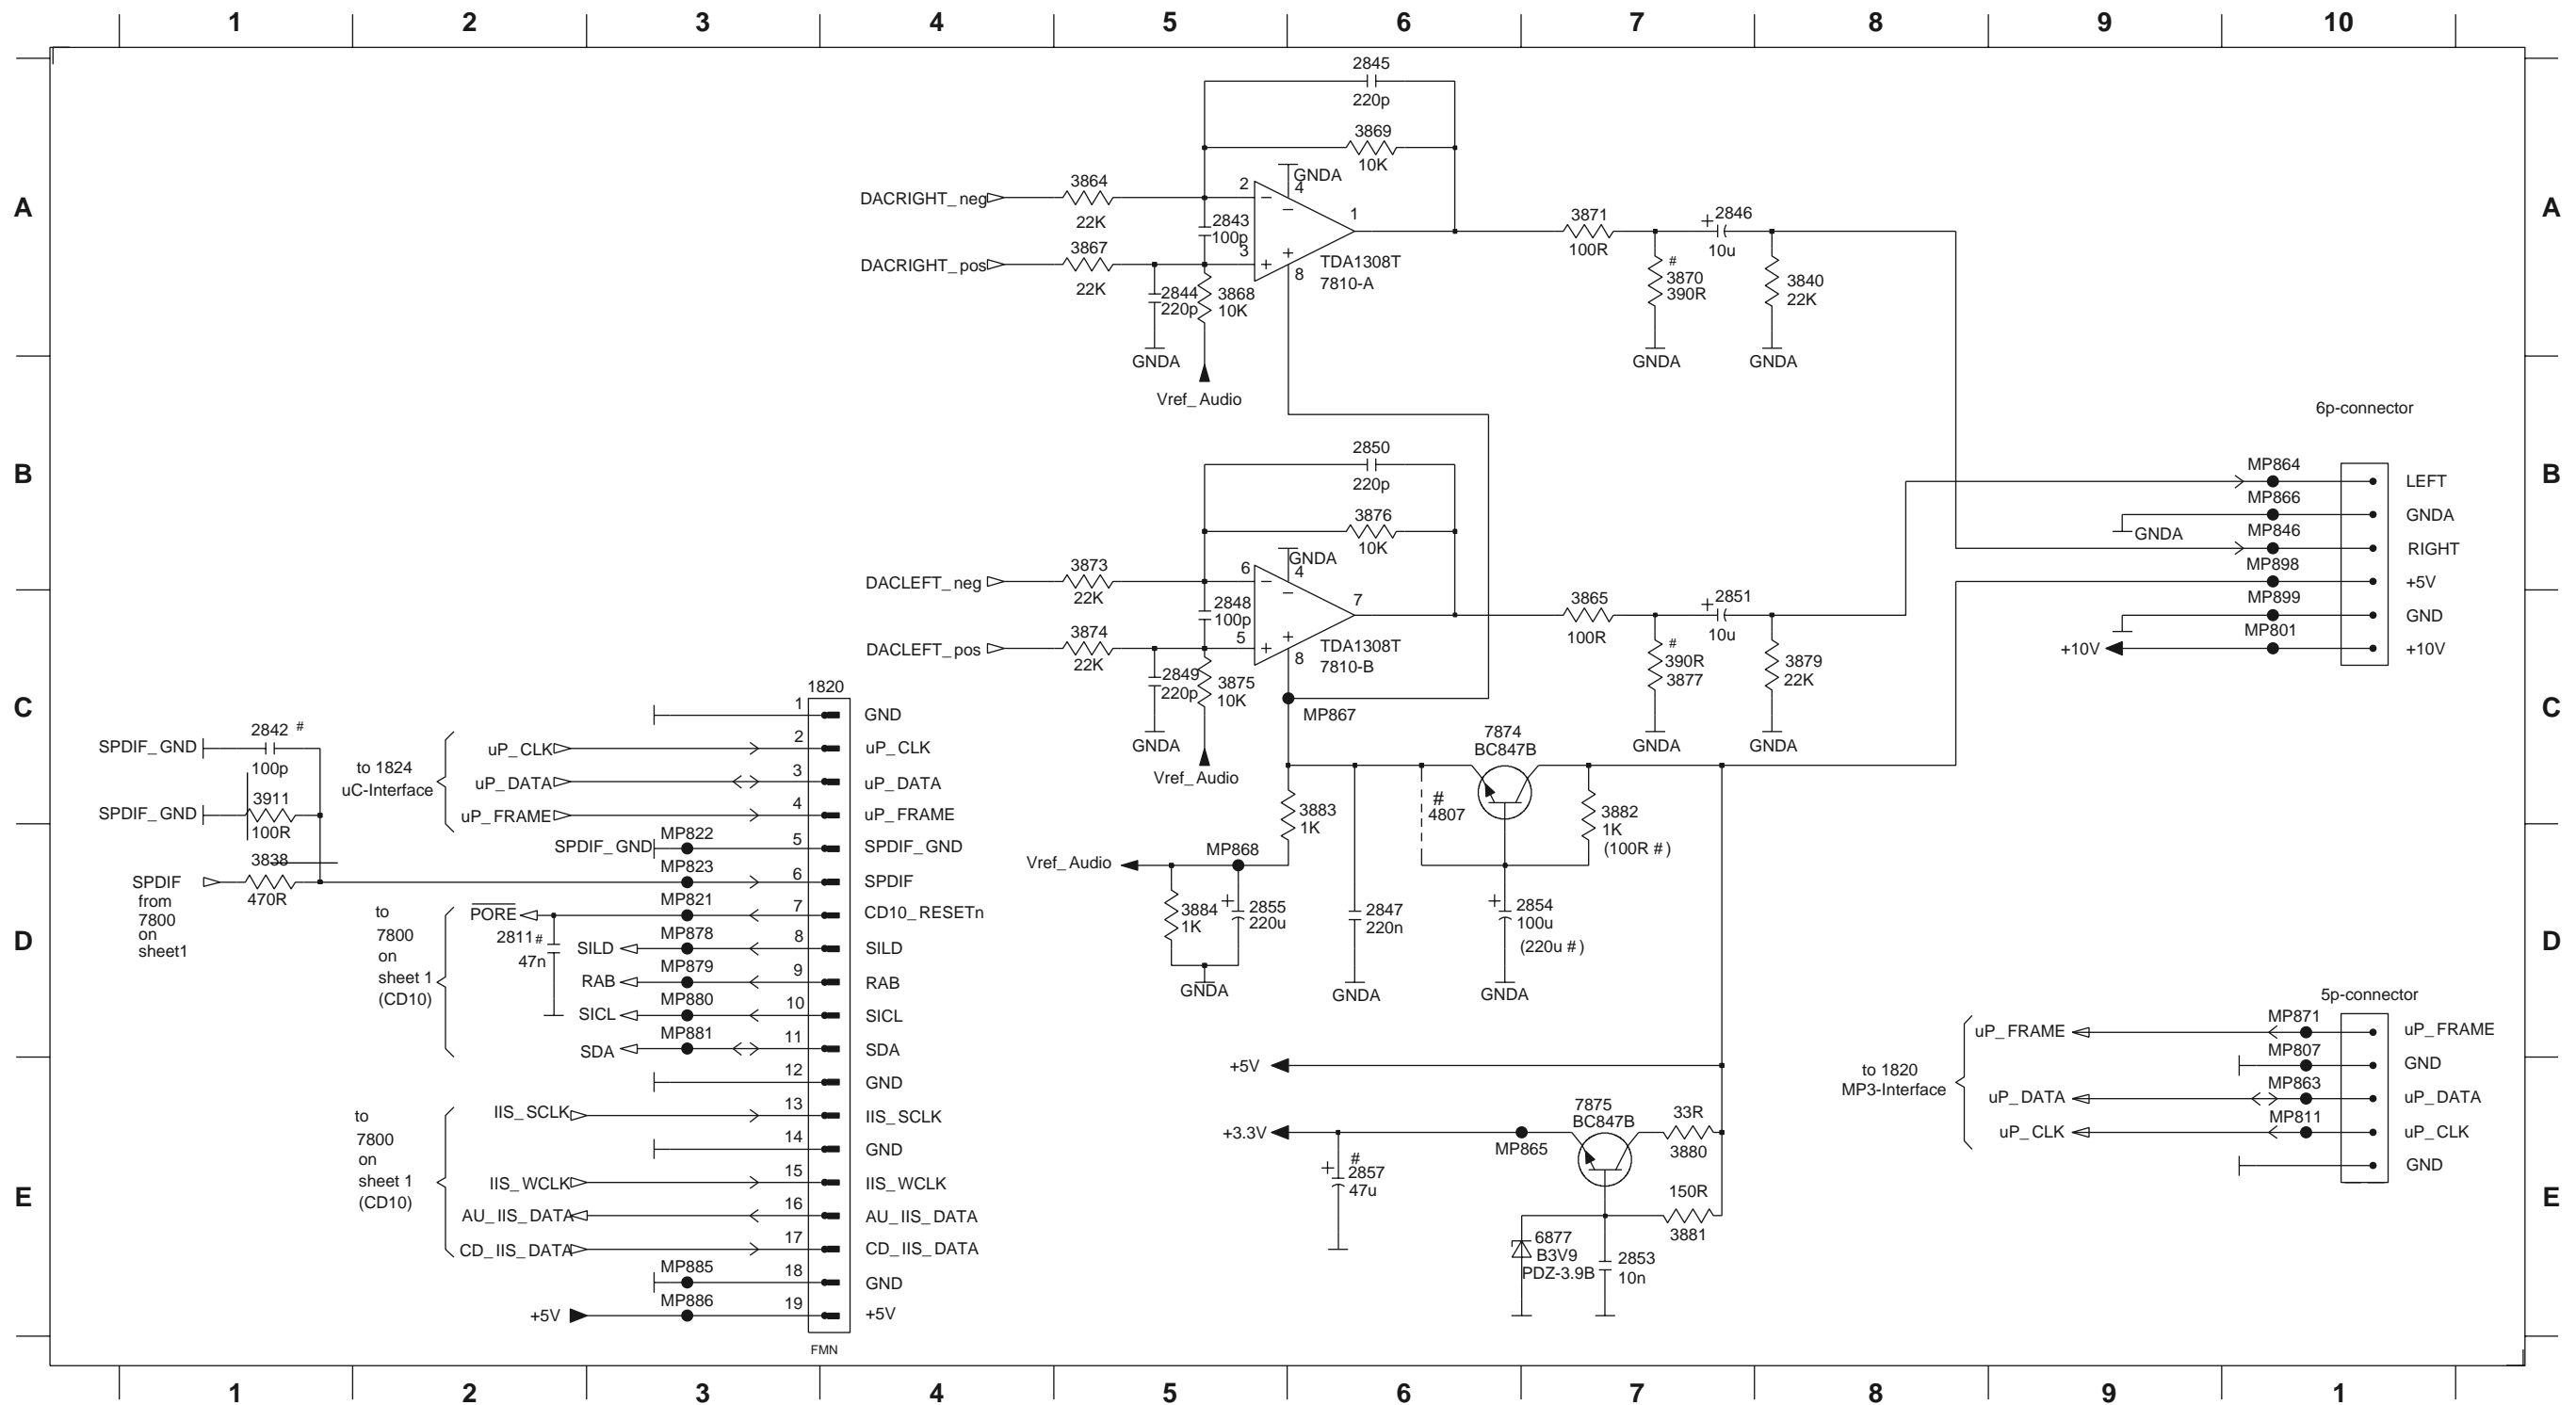 1 2 3 4 5 6 7 8 9 10
A
A
B
B
C
C
D
D
E
E
2845
220p
3869
10K
GNDA
4
DACRIGHT_neg
3864
22K
2
2843
100p
3
1
DACRIGHT_pos
3867
22K
8
TDA1308T
7810-A
2844
220p
3868
10K
GNDA
Vref_Audio
3871
100R
+
2846
10u
#
3870
390R
3840
22K
GNDA
GNDA
2850
220p
3876
10K
GNDA
4
DACLEFT_neg
3873
22K
6
2848
100p
5
7
DACLEFT_pos
3874
22K
8
TDA1308T
7810-B
2849
220p
3875
10K
GNDA
Vref_Audio
3865
100R
+
2851
10u
#
390R
3877
3879
22K
GNDA
GNDA
6p-connector
MP864
LEFT
MP866
GNDA
GNDA
MP846
RIGHT
MP898
+5V
MP899
GNDA
GND
MP801
+10V
+10V
MP867
7874
BC847B
3883
1K
#
4807
3882
1K
(100R #)
Vref_Audio
MP868
3884
1K
+
2855
220u
2847
220n
+
2854
100u
(220u #)
GNDA
GNDA
GNDA
+5V
+3.3V
MP865
7875
BC847B
33R
3880
+
#
2857
47u
150R
3881
6877
B3V9
PDZ-3.9B
2853
10n
5p-connector
to 1820
MP3-Interface
uP_FRAME
MP871
uP_FRAME
MP807
GND
uP_DATA
MP863
uP_DATA
uP_CLK
MP811
uP_CLK
GND
SPDIF_GND
2842 #
100p
SPDIF_GND
3911
100R
3838
470R
SPDIF
from
7800
on
sheet1
to 1824
uC-Interface
1820
1
GND
uP_CLK
2
uP_CLK
uP_DATA
3
uP_DATA
uP_FRAME
4
uP_FRAME
SPDIF_GND
MP822
5
SPDIF_GND
MP823
6
SPDIF
to
7800
on
sheet 1
(CD10)
PORE
MP821
7
CD10_RESETn
2811#
47n
SILD
MP878
8
SILD
RAB
MP879
9
RAB
SICL
MP880
10
SICL
SDA
MP881
11
SDA
12
GND
to
7800
on
sheet 1
(CD10)
IIS_SCLK
13
IIS_SCLK
14
GND
IIS_WCLK
15
IIS_WCLK
AU_IIS_DATA
16
AU_IIS_DATA
CD_IIS_DATA
17
CD_IIS_DATA
MP885
18
GND
+5V
MP886
19
+5V
FMN
1 2 3 4 5 6 7 8 9 1